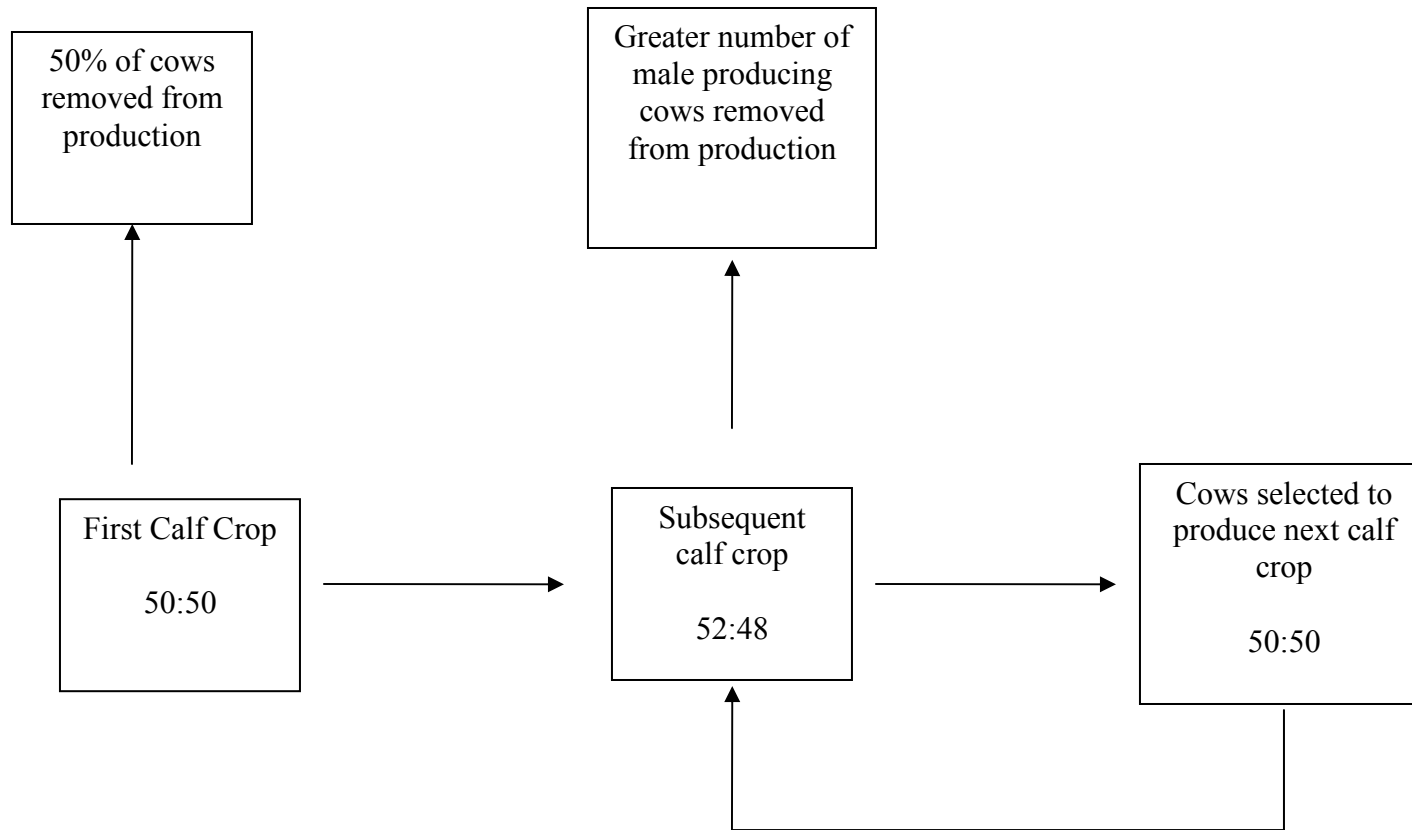 50% of cows
removed from
production
Greater number of
male producing
cows removed
from production
First Calf Crop
50:50
Subsequent
calf crop
52:48
Cows selected to
produce next calf
crop
50:50